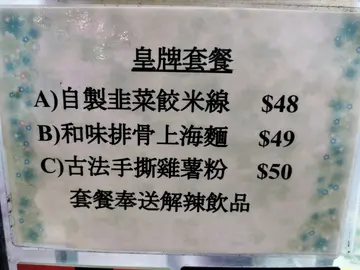 皇牌套餐
A)自製韭菜餃米線 $48
B)和味排骨上海麵 $49
C)古法手撕雞薯粉 $50
套餐奉送解辣飲品